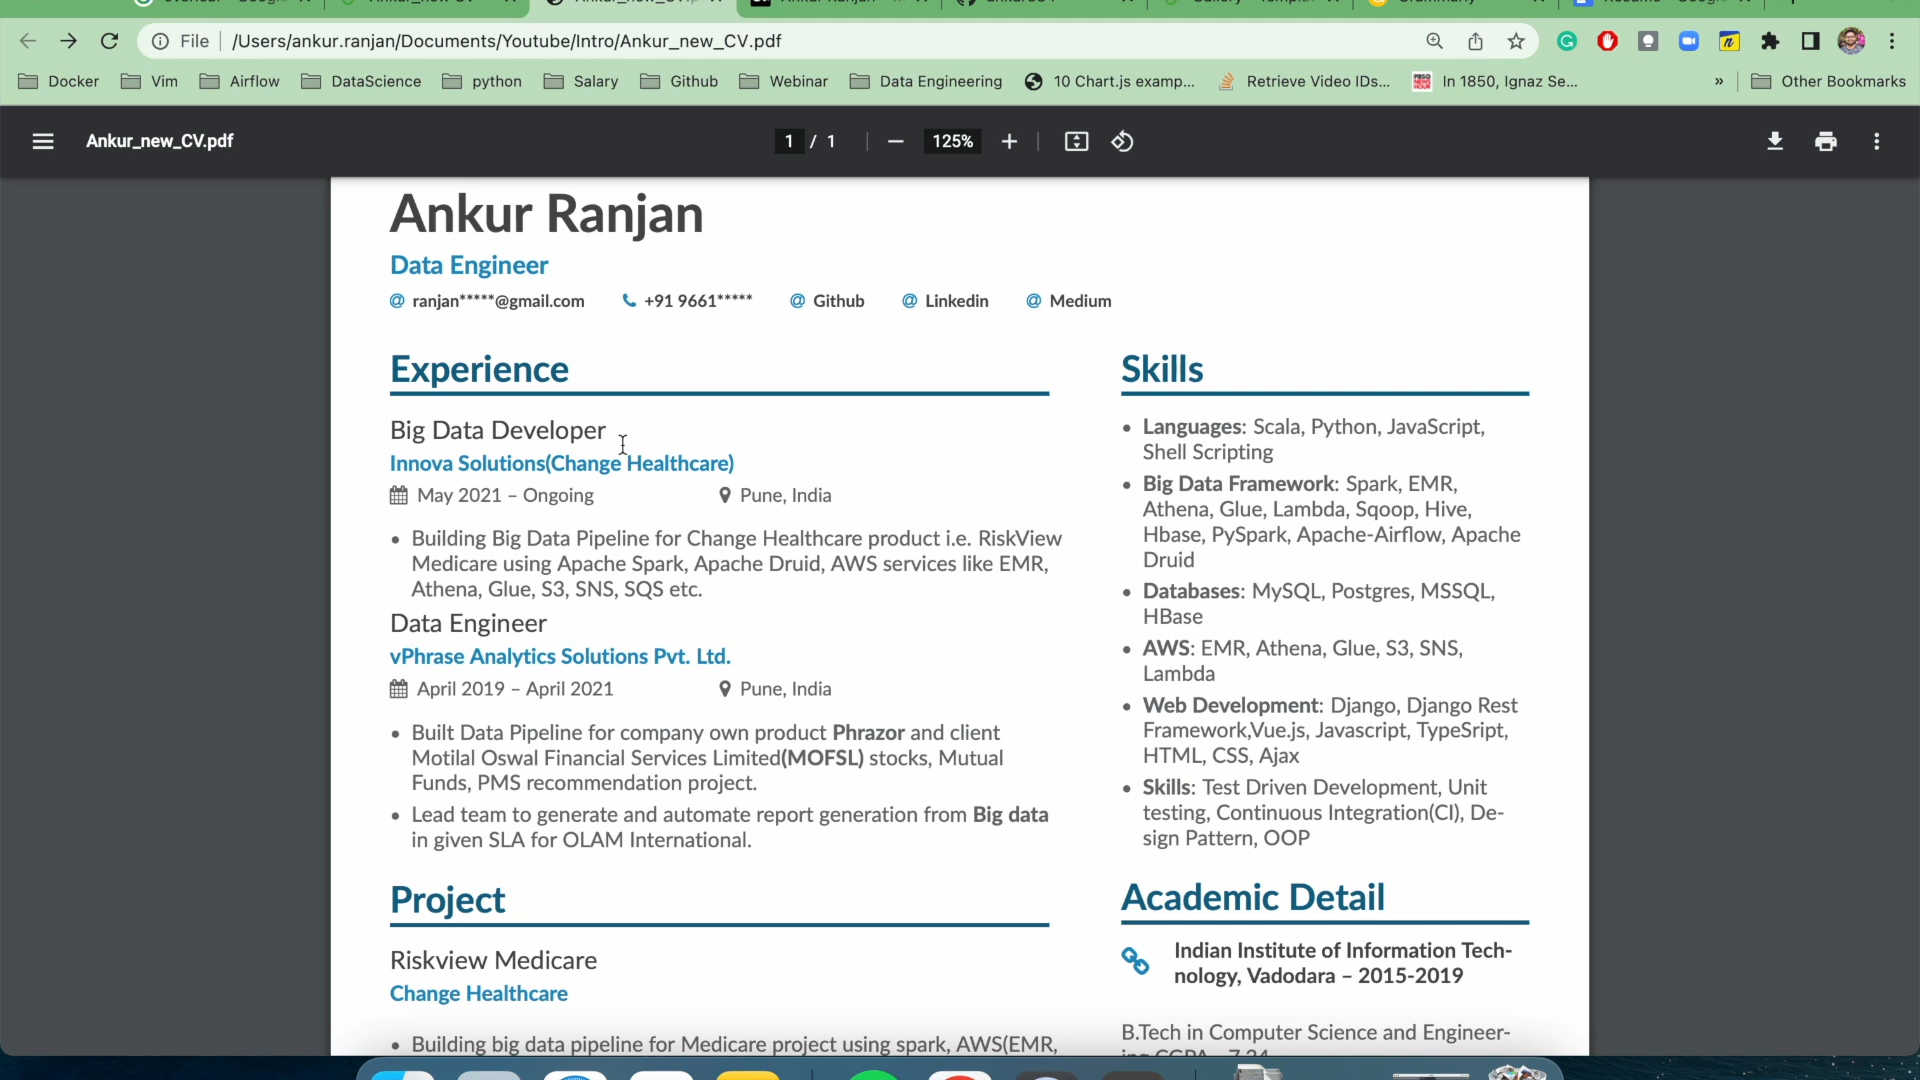 File
/Users/ankur.ranjan/Documents/Youtube/Intro/Ankur_new_CV.pdf
Docker
Vim
Airflow
DataScience
python
Salary
Github
Webinar
Data Engineering
10 Chart.js examp...
Retrieve Video IDs...
In 1850, Ignaz Se...
»
Other Bookmarks
Ankur_new_CV.pdf
1 / 1
125%
Ankur Ranjan
Data Engineer
@ ranjan*****@gmail.com
+91 9661*****
@ Github
@ Linkedin
@ Medium
Experience
Big Data Developer
Innova Solutions(Change Healthcare)
May 2021 – Ongoing
Pune, India
• Building Big Data Pipeline for Change Healthcare product i.e. RiskView
Medicare using Apache Spark, Apache Druid, AWS services like EMR,
Athena, Glue, S3, SNS, SQS etc.
Data Engineer
vPhrase Analytics Solutions Pvt. Ltd.
April 2019 – April 2021
Pune, India
• Built Data Pipeline for company own product Phrazor and client
Motilal Oswal Financial Services Limited(MOFSL) stocks, Mutual
Funds, PMS recommendation project.
• Lead team to generate and automate report generation from Big data
in given SLA for OLAM International.
Project
Riskview Medicare
Change Healthcare
• Building big data pipeline for Medicare project using spark, AWS(EMR,
Skills
• Languages: Scala, Python, JavaScript,
Shell Scripting
• Big Data Framework: Spark, EMR,
Athena, Glue, Lambda, Sqoop, Hive,
Hbase, PySpark, Apache-Airflow, Apache
Druid
• Databases: MySQL, Postgres, MSSQL,
HBase
• AWS: EMR, Athena, Glue, S3, SNS,
Lambda
• Web Development: Django, Django Rest
Framework,Vue.js, Javascript, TypeSript,
HTML, CSS, Ajax
• Skills: Test Driven Development, Unit
testing, Continuous Integration(CI), De-
sign Pattern, OOP
Academic Detail
Indian Institute of Information Tech-
nology, Vadodara – 2015-2019
B.Tech in Computer Science and Engineer-